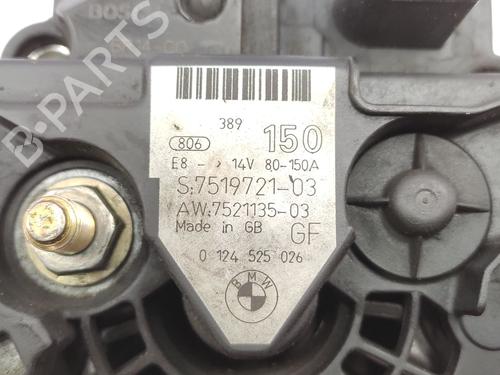 BOSCH
389
806
150
E8 - › 14V 80-150A
S:7519721-03
AW:7521135-03
Made in GB
GF
0 124 525 026
BMW
B-PARTS